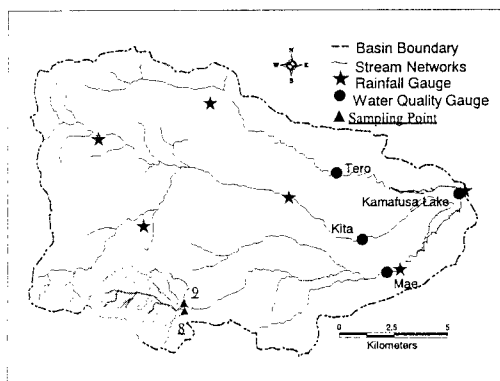 N
W E
S
Basin Boundary
Stream Networks
Rainfall Gauge
Water Quality Gauge
Sampling Point
Tero
Kamafusa Lake
Kita
Mae
9
8
0 2.5 5
Kilometers